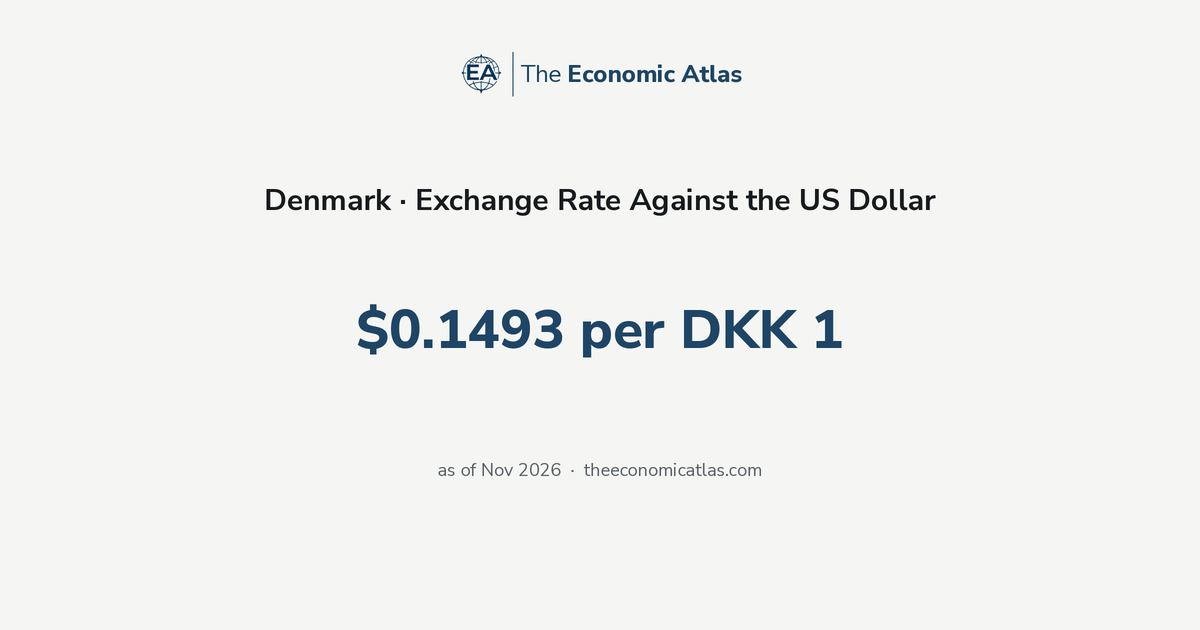 EA The Economic Atlas
Denmark · Exchange Rate Against the US Dollar
$0.1493 per DKK 1
as of Nov 2026 · theeconomicatlas.com